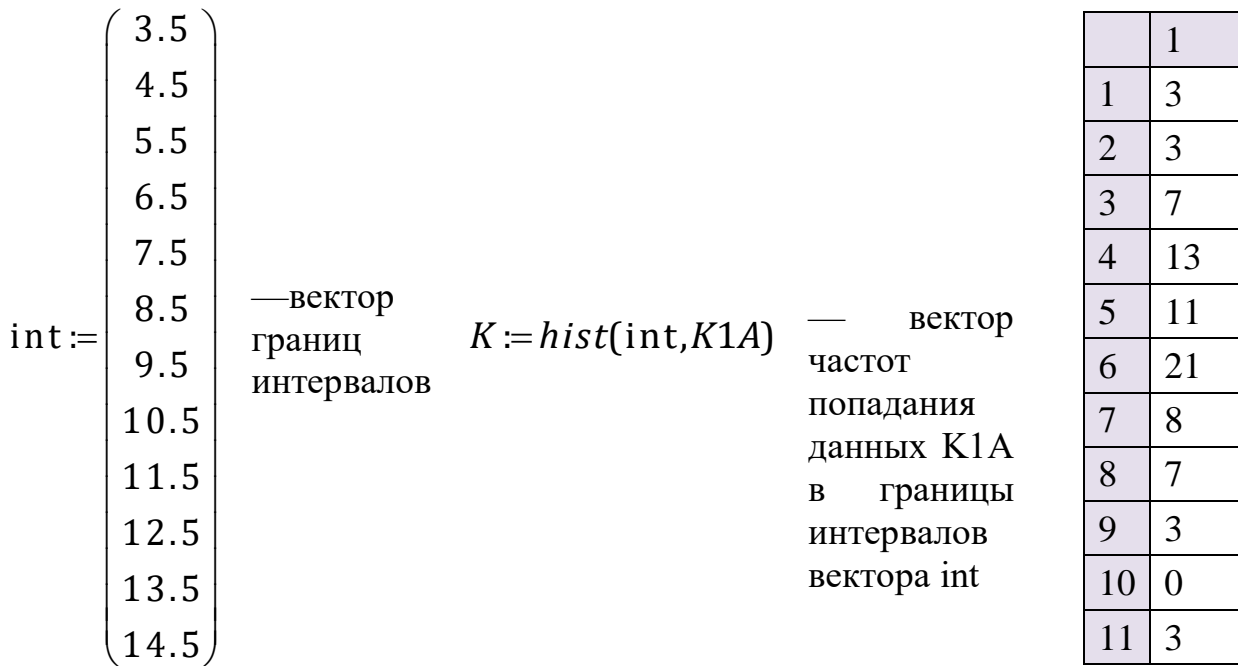 int:=
3.5
4.5
5.5
6.5
7.5
8.5
9.5
10.5
11.5
12.5
13.5
14.5
—вектор
границ
интервалов
K := hist(int,K1A)
— вектор
частот
попадания
данных K1A
в границы
интервалов
вектора int
1
1 3
2 3
3 7
4 13
5 11
6 21
7 8
8 7
9 3
10 0
11 3